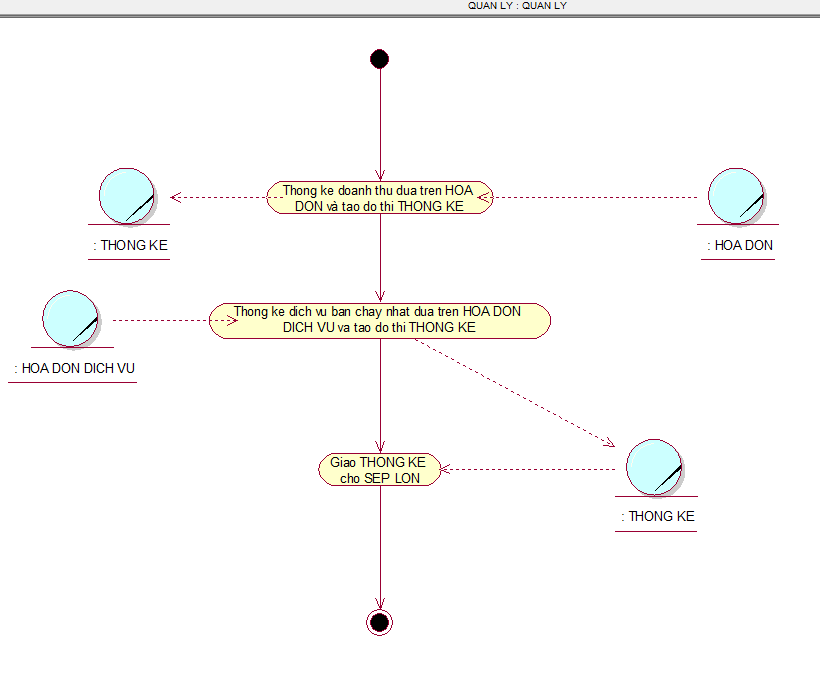 QUAN LY : QUAN LY
Thong ke doanh thu dua tren HOA
DON và tao do thi THONG KE
: THONG KE
: HOA DON
Thong ke dich vu ban chay nhat dua tren HOA DON
DICH VU va tao do thi THONG KE
: HOA DON DICH VU
Giao THONG KE
cho SEP LON
: THONG KE